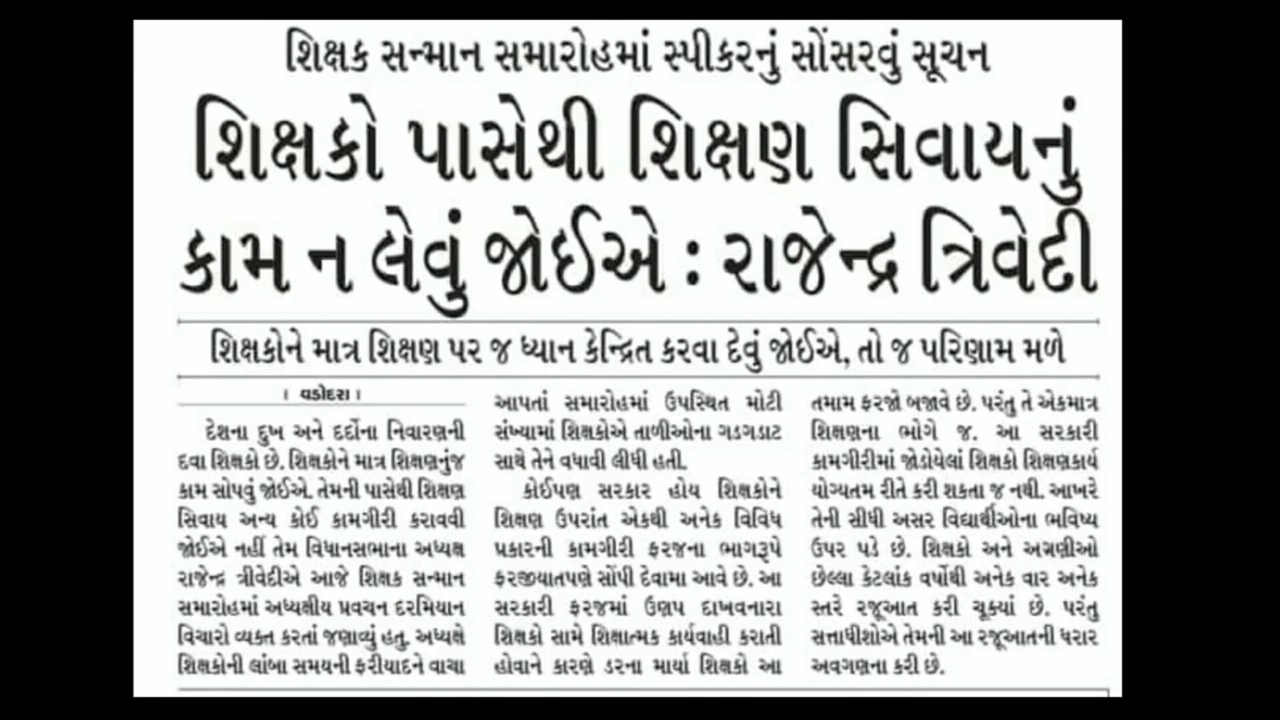 શિક્ષક સન્માન સમારોહમાં સ્પીકરનું સોંસરવું સૂચન
શિક્ષકો પાસેથી શિક્ષણ સિવાયનું
કામ ન લેવું જોઈએ : રાજેન્દ્ર ત્રિવેદી
શિક્ષકોને માત્ર શિક્ષણ પર જ ધ્યાન કેન્દ્રિત કરવા દેવું જોઈએ, તો જ પરિણામ મળે
। વડોદરા ।
દેશના દુખ અને દર્દોના નિવારણની
દવા શિક્ષકો છે. શિક્ષકોને માત્ર શિક્ષણનુંજ
કામ સોપવું જોઈએ. તેમની પાસેથી શિક્ષણ
સિવાય અન્ય કોઈ કામગીરી કરાવવી
જોઈએ નહીં તેમ વિધાનસભાના અધ્યક્ષ
રાજેન્દ્ર ત્રીવેદીએ આજે શિક્ષક સન્માન
સમારોહમાં અધ્યક્ષીય પ્રવચન દરમિયાન
વિચારો વ્યક્ત કરતાં જણાવ્યું હતુ. અધ્યક્ષે
શિક્ષકોની લાંબા સમયની ફરીયાદને વાચા
આપતાં સમારોહમાં ઉપસ્થિત મોટી
સંખ્યામાં શિક્ષકોએ તાળીઓના ગડગડાટ
સાથે તેને વધાવી લીધી હતી.
કોઈપણ સરકાર હોય શિક્ષકોને
શિક્ષણ ઉપરાંત એકથી અનેક વિવિધ
પ્રકારની કામગીરી ફરજના ભાગરૂપે
ફરજીયાતપણે સોંપી દેવામા આવે છે. આ
સરકારી ફરજમાં ઉણપ દાખવનારા
શિક્ષકો સામે શિક્ષાત્મક કાર્યવાહી કરાતી
હોવાને કારણે ડરના માર્યા શિક્ષકો આ
તમામ ફરજો બજાવે છે. પરંતુ તે એકમાત્ર
શિક્ષણના ભોગે જ. આ સરકારી
કામગીરીમાં જોડોયેલાં શિક્ષકો શિક્ષણકાર્ય
યોગ્યતમ રીતે કરી શકતા જ નથી. આખરે
તેની સીધી અસર વિદ્યાર્થીઓના ભવિષ્ય
ઉપર પડે છે. શિક્ષકો અને અગ્રણીઓ
છેલ્લા કેટલાંક વર્ષોથી અનેક વાર અનેક
સ્તરે રજૂઆત કરી ચૂક્યાં છે. પરંતુ
સત્તાધીશોએ તેમની આ રજૂઆતની ધરાર
અવગણના કરી છે.